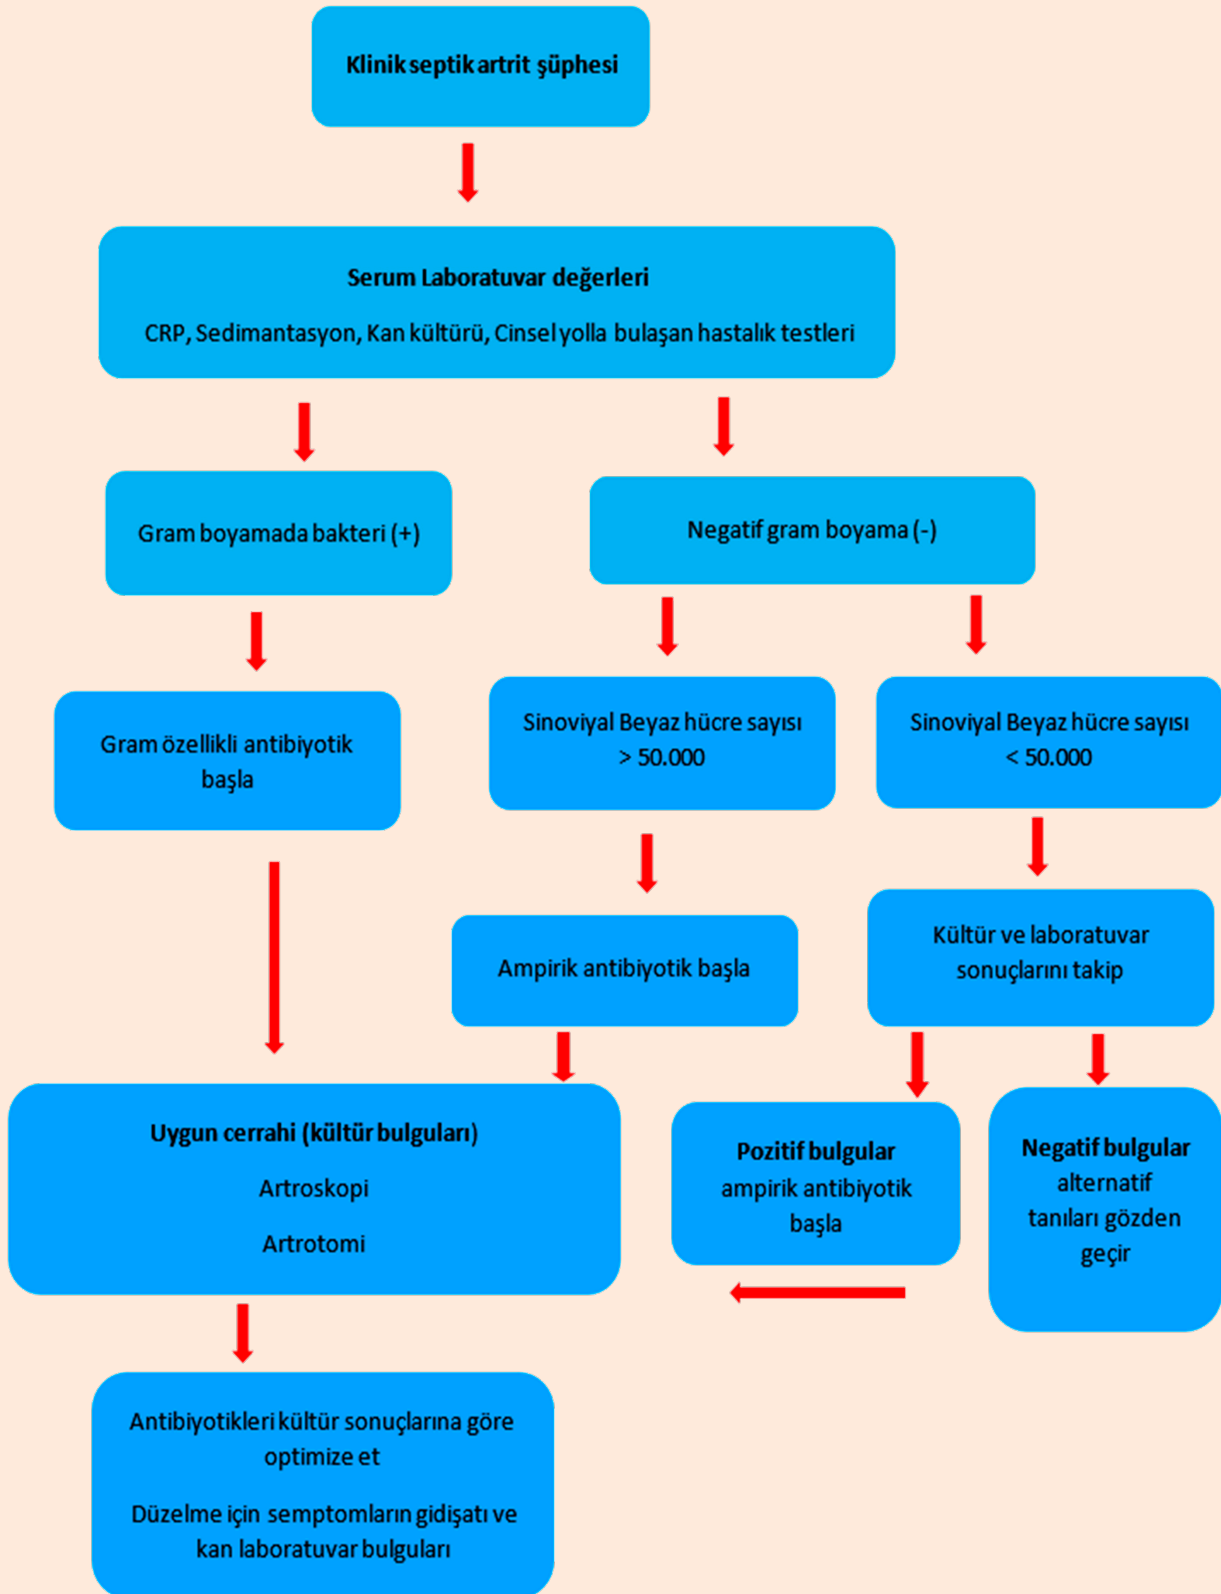 Klinik septik artrit şüphesi
Serum Laboratuvar değerleri
CRP, Sedimantasyon, Kan kültürü, Cinsel yolla bulaşan hastalık testleri
Gram boyamada bakteri (+)
Negatif gram boyama (-)
Gram özellikli antibiyotik
başla
Sinoviyal Beyaz hücre sayısı
> 50.000
Sinoviyal Beyaz hücre sayısı
< 50.000
Ampirik antibiyotik başla
Kültür ve laboratuvar
sonuçlarını takip
Uygun cerrahi (kültür bulguları)
Artroskopi
Artrotomi
Pozitif bulgular
ampirik antibiyotik
başla
Negatif bulgular
alternatif
tanıları gözden
geçir
Antibiyotikleri kültür sonuçlarına göre
optimize et
Düzelme için semptomların gidişatı ve
kan laboratuvar bulguları